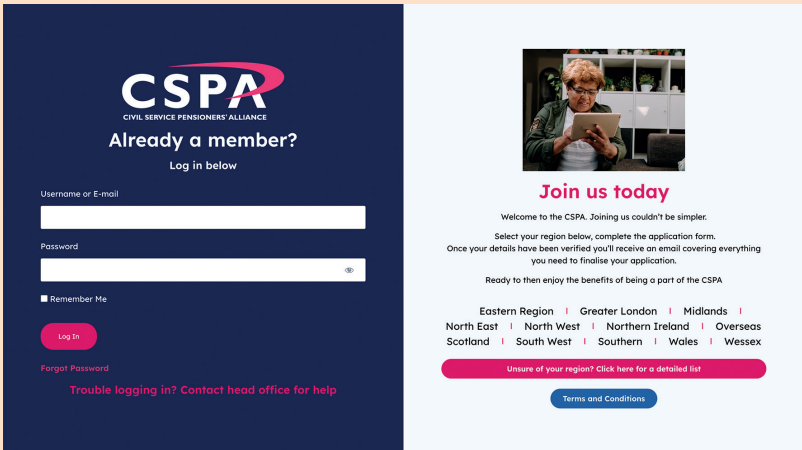 CSPA
CIVIL SERVICE PENSIONERS' ALLIANCE
Already a member?
Log in below
Username or E-mail
Password
Remember Me
Log In
Forgot Password
Trouble logging in? Contact head office for help
Join us today
Welcome to the CSPA. Joining us couldn't be simpler.
Select your region below, complete the application form.
Once your details have been verified you'll receive an email covering everything
you need to finalise your application.
Ready to then enjoy the benefits of being a part of the CSPA
Eastern Region | Greater London | Midlands |
North East | North West | Northern Ireland | Overseas
Scotland | South West | Southern | Wales | Wessex
Unsure of your region? Click here for a detailed list
Terms and Conditions